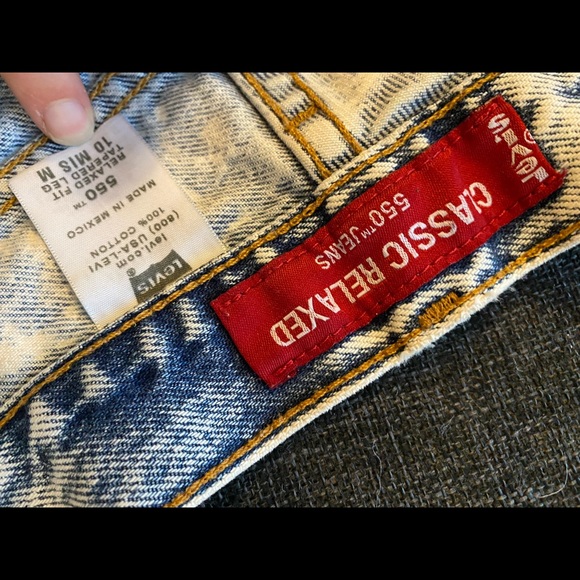 Levi's
®
CLASSIC RELAXED
550™ JEANS
Levi's
levi.com
(800) USA-LEVI
100% COTTON
MADE IN MEXICO
550™
RELAXED FIT
TAPERED LEG
10 MIS M